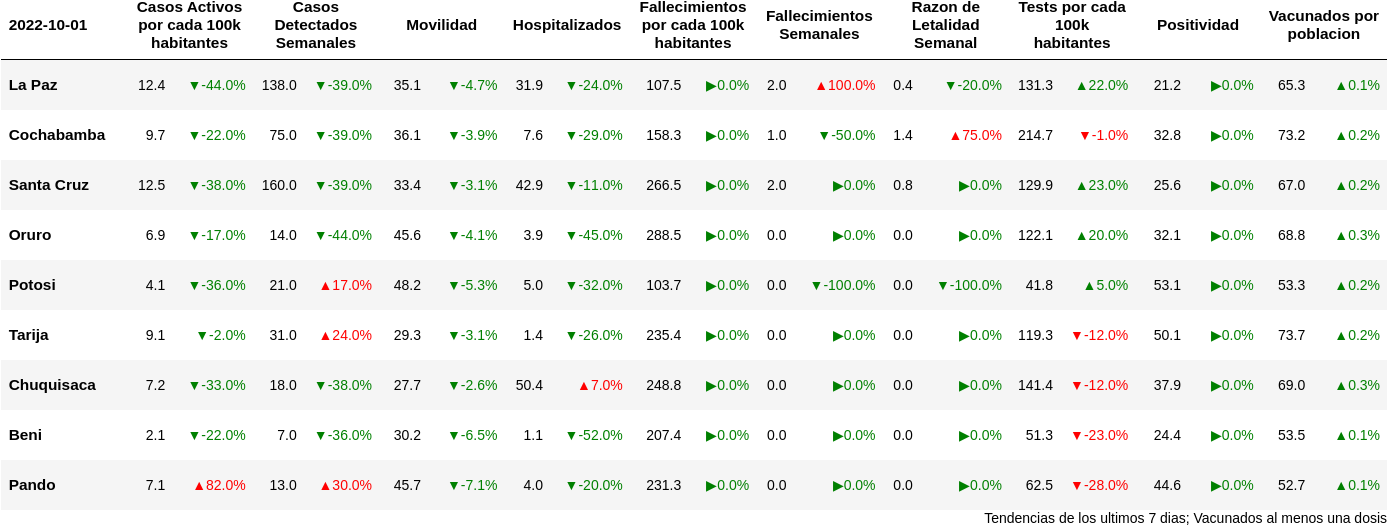 2022-10-01 Casos Activos por cada 100k habitantes Casos Detectados Semanales Movilidad Hospitalizados Fallecimientos por cada 100k habitantes Fallecimientos Semanales Razon de Letalidad Semanal Tests por cada 100k habitantes Positividad Vacunados por poblacion
La Paz 12.4 ▼-44.0% 138.0 ▼-39.0% 35.1 ▼-4.7% 31.9 ▼-24.0% 107.5 ▶0.0% 2.0 ▲100.0% 0.4 ▼-20.0% 131.3 ▲22.0% 21.2 ▶0.0% 65.3 ▲0.1%
Cochabamba 9.7 ▼-22.0% 75.0 ▼-39.0% 36.1 ▼-3.9% 7.6 ▼-29.0% 158.3 ▶0.0% 1.0 ▼-50.0% 1.4 ▲75.0% 214.7 ▼-1.0% 32.8 ▶0.0% 73.2 ▲0.2%
Santa Cruz 12.5 ▼-38.0% 160.0 ▼-39.0% 33.4 ▼-3.1% 42.9 ▼-11.0% 266.5 ▶0.0% 2.0 ▶0.0% 0.8 ▶0.0% 129.9 ▲23.0% 25.6 ▶0.0% 67.0 ▲0.2%
Oruro 6.9 ▼-17.0% 14.0 ▼-44.0% 45.6 ▼-4.1% 3.9 ▼-45.0% 288.5 ▶0.0% 0.0 ▶0.0% 0.0 ▶0.0% 122.1 ▲20.0% 32.1 ▶0.0% 68.8 ▲0.3%
Potosi 4.1 ▼-36.0% 21.0 ▲17.0% 48.2 ▼-5.3% 5.0 ▼-32.0% 103.7 ▶0.0% 0.0 ▼-100.0% 0.0 ▼-100.0% 41.8 ▲5.0% 53.1 ▶0.0% 53.3 ▲0.2%
Tarija 9.1 ▼-2.0% 31.0 ▲24.0% 29.3 ▼-3.1% 1.4 ▼-26.0% 235.4 ▶0.0% 0.0 ▶0.0% 0.0 ▶0.0% 119.3 ▼-12.0% 50.1 ▶0.0% 73.7 ▲0.2%
Chuquisaca 7.2 ▼-33.0% 18.0 ▼-38.0% 27.7 ▼-2.6% 50.4 ▲7.0% 248.8 ▶0.0% 0.0 ▶0.0% 0.0 ▶0.0% 141.4 ▼-12.0% 37.9 ▶0.0% 69.0 ▲0.3%
Beni 2.1 ▼-22.0% 7.0 ▼-36.0% 30.2 ▼-6.5% 1.1 ▼-52.0% 207.4 ▶0.0% 0.0 ▶0.0% 0.0 ▶0.0% 51.3 ▼-23.0% 24.4 ▶0.0% 53.5 ▲0.1%
Pando 7.1 ▲82.0% 13.0 ▲30.0% 45.7 ▼-7.1% 4.0 ▼-20.0% 231.3 ▶0.0% 0.0 ▶0.0% 0.0 ▶0.0% 62.5 ▼-28.0% 44.6 ▶0.0% 52.7 ▲0.1%
Tendencias de los ultimos 7 dias; Vacunados al menos una dosis